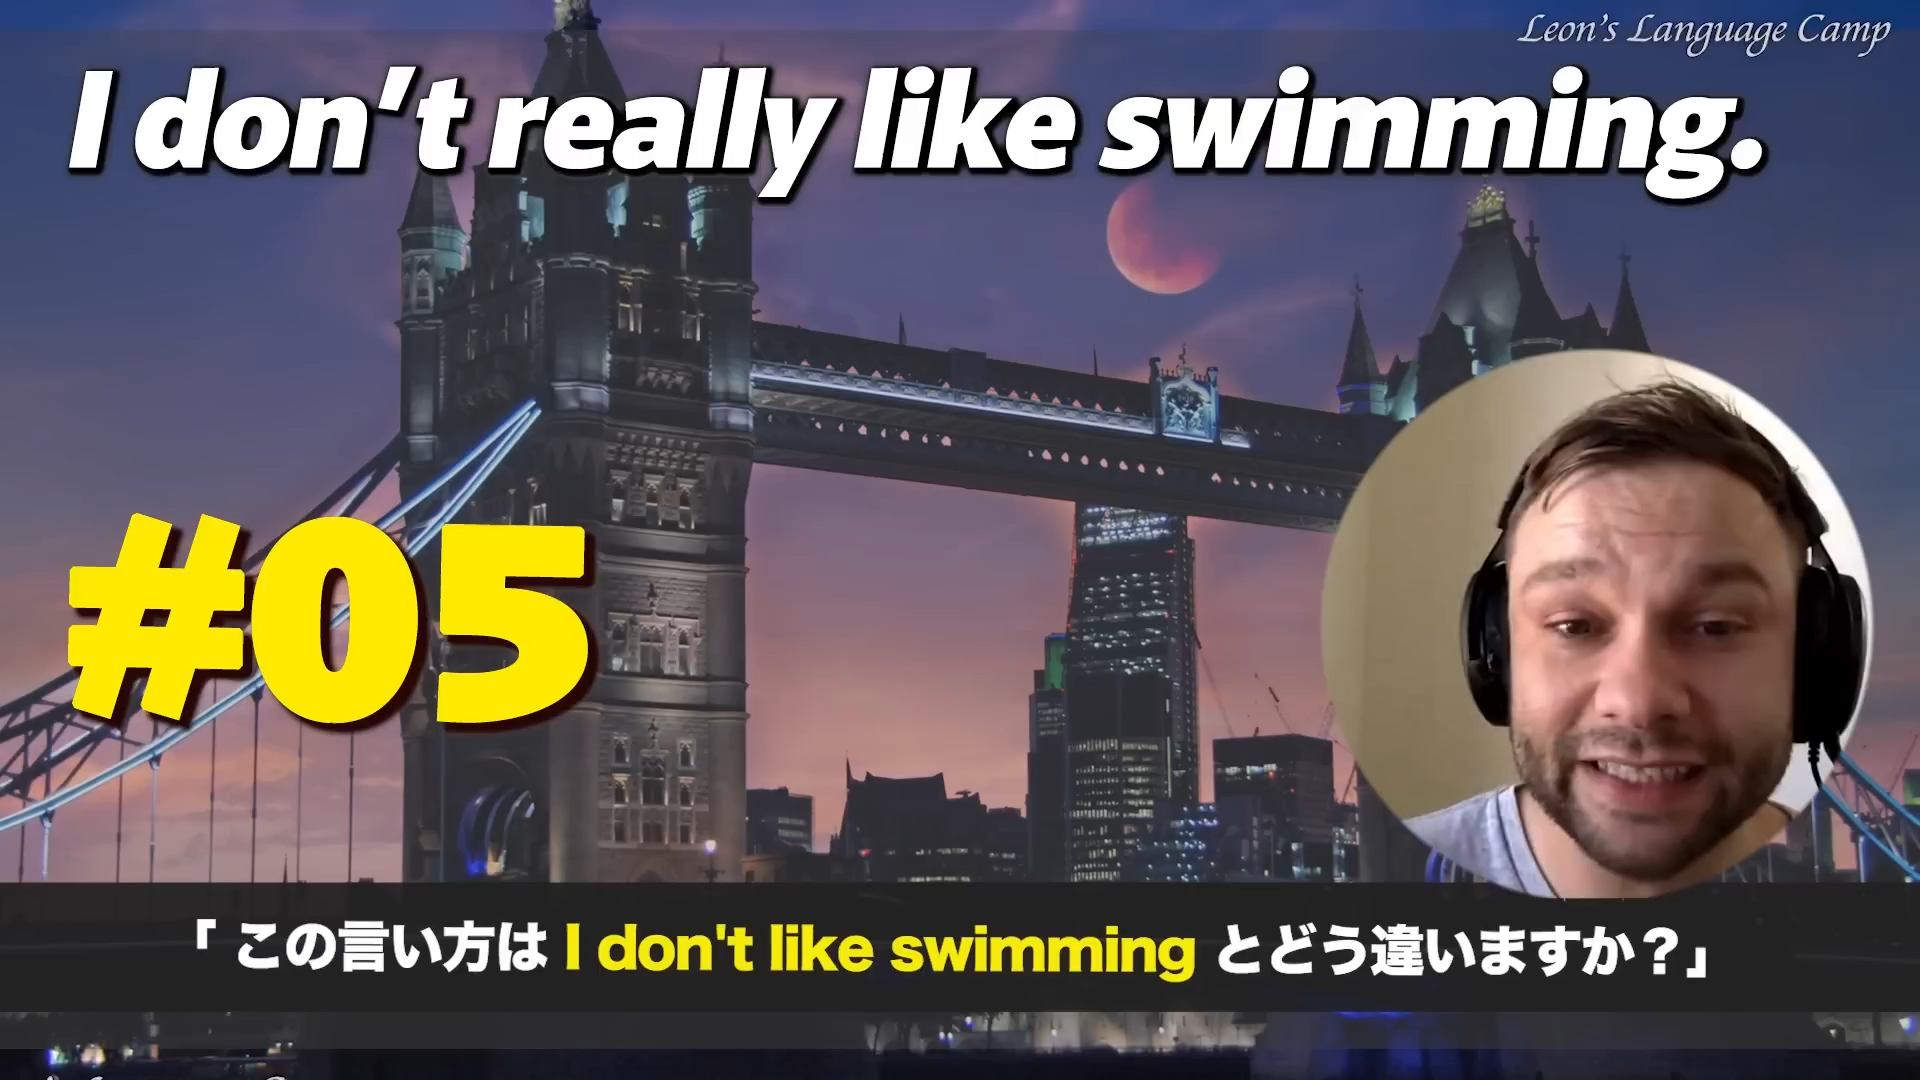 Leon's Language Camp
I don't really like swimming.
#05
「この言い方は I don't like swimming とどう違いますか？」